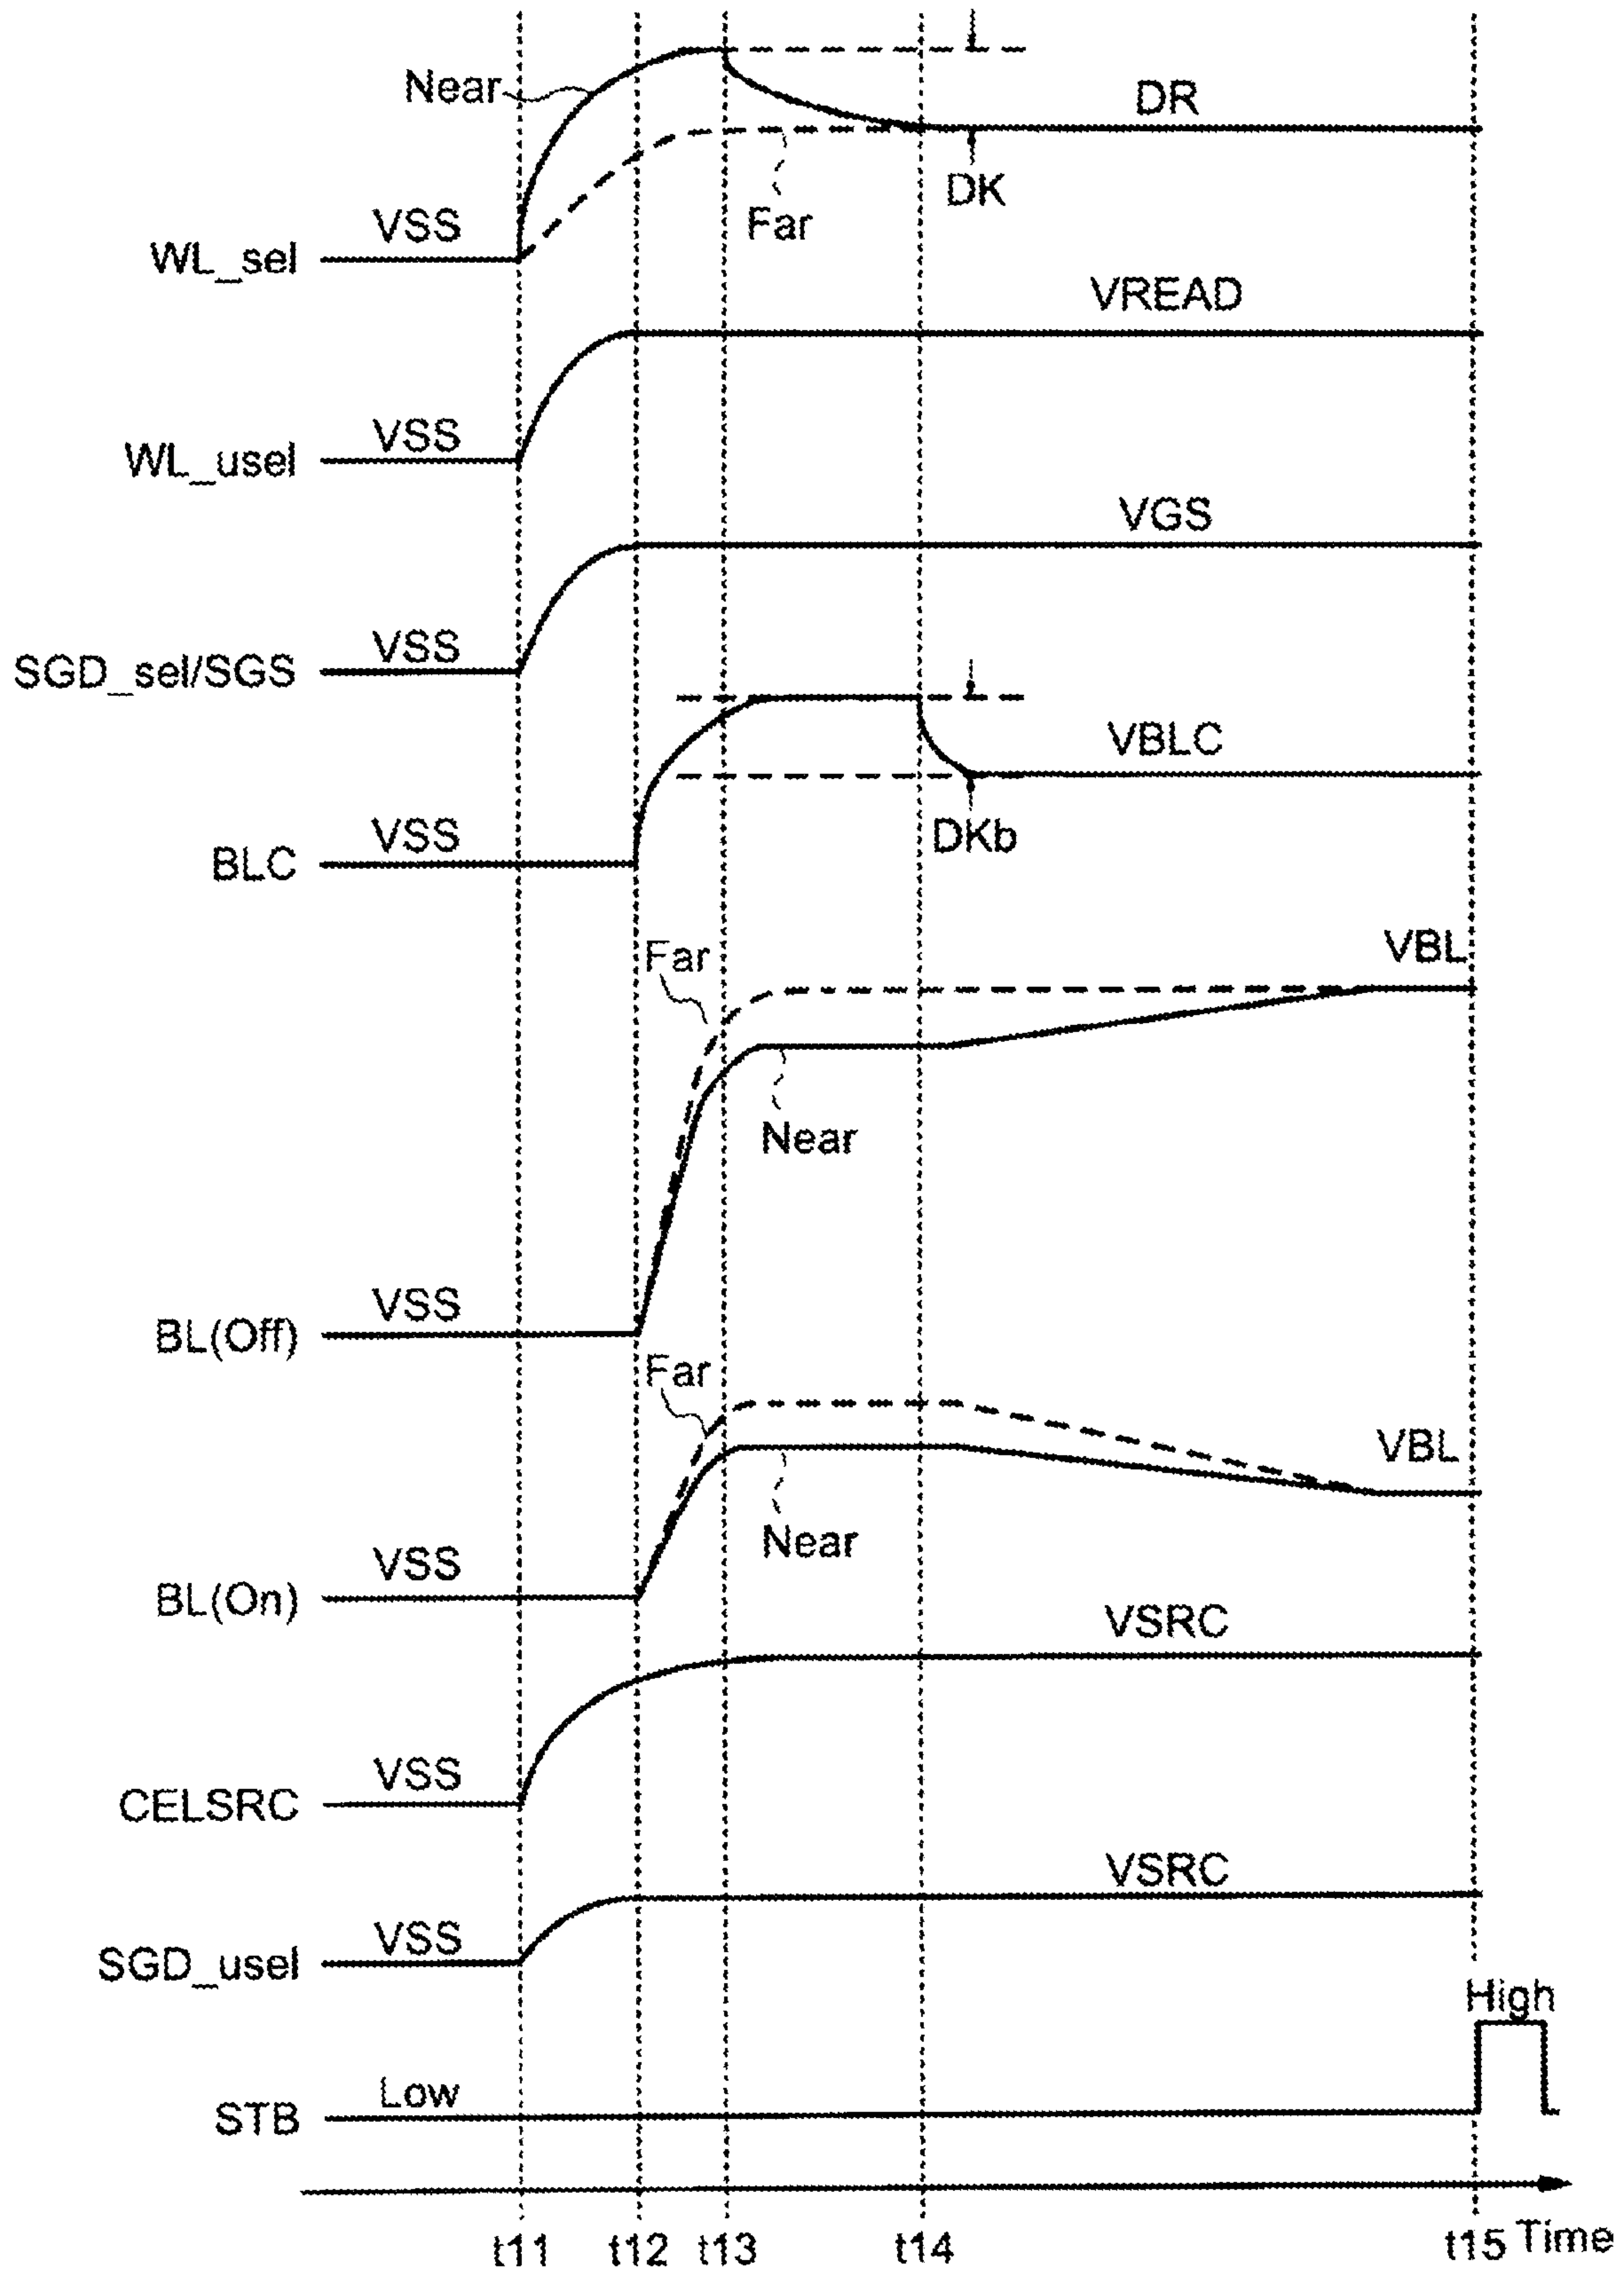 Near
DR
DK
Far
VSS
WL_sel
VREAD
VSS
WL_usel
VGS
VSS
SGD_sel/SGS
VBLC
DKb
VSS
BLC
Far
VBL
Near
VSS
BL(Off)
Far
VBL
Near
VSS
BL(On)
VSRC
VSS
CELSRC
VSRC
VSS
SGD_usel
High
Low
STB
t11 t12 t13 t14 t15 Time